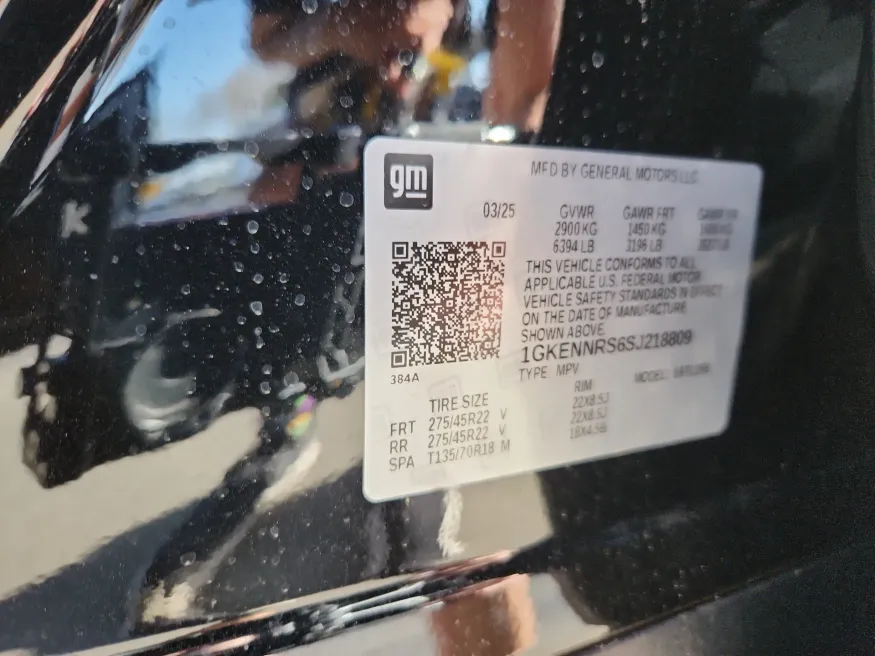 gm
MFD BY GENERAL MOTORS LLC
03/25
GVWR GAWR FRT GAWR RR
2900 KG 1450 KG
6394 LB 3196 LB
THIS VEHICLE CONFORMS TO ALL
APPLICABLE U.S. FEDERAL MOTOR
VEHICLE SAFETY STANDARDS IN EFFECT
ON THE DATE OF MANUFACTURE
SHOWN ABOVE.
1GKENNRS6SJ218809
384A
TYPE MPV MODEL:
TIRE SIZE RIM
FRT 275/45R22 V 22X8.5J
RR 275/45R22 V 22X8.5J
SPA T135/70R18 M 18X4.5B